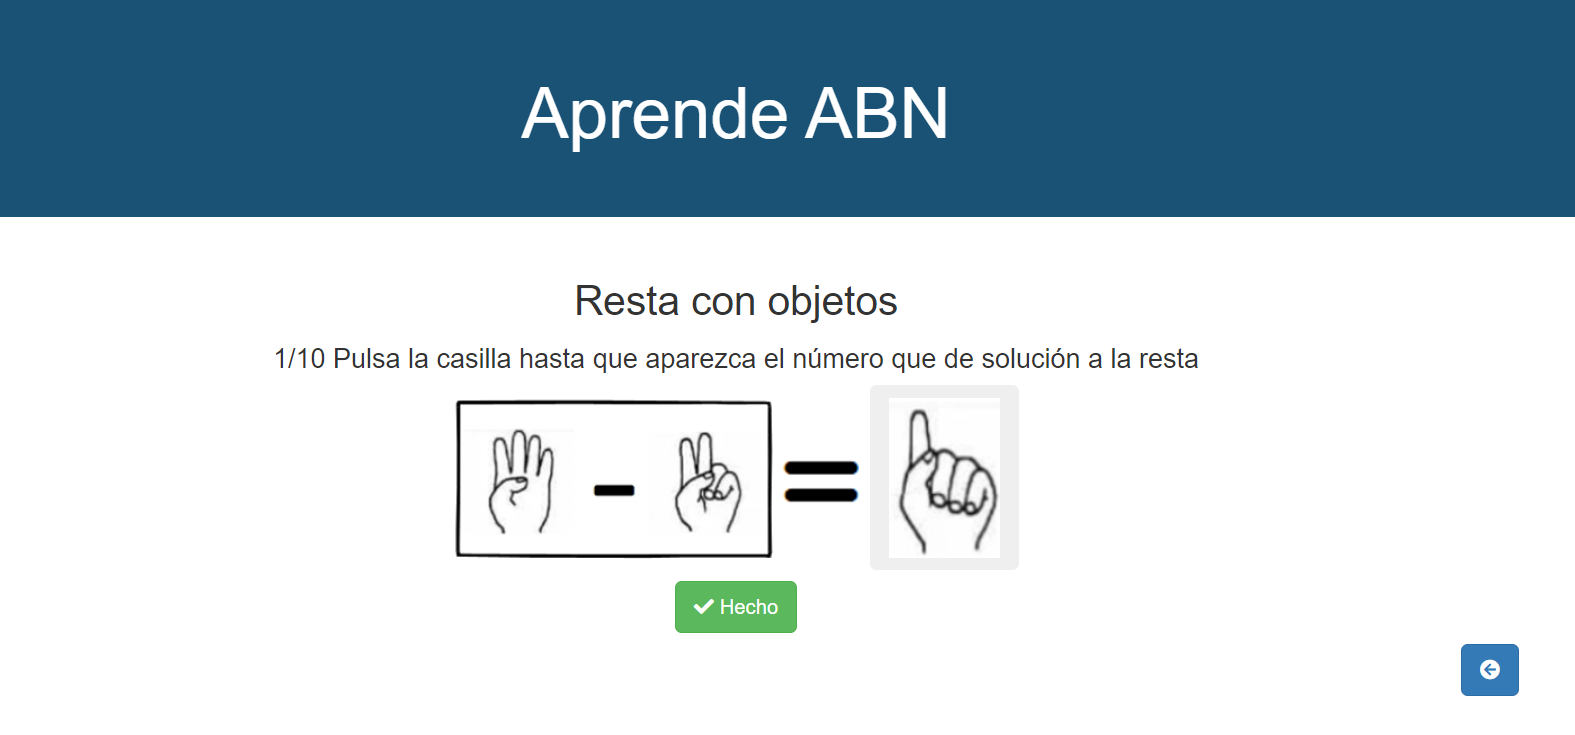 Aprende ABN
Resta con objetos
1/10 Pulsa la casilla hasta que aparezca el número que de solución a la resta
Hecho